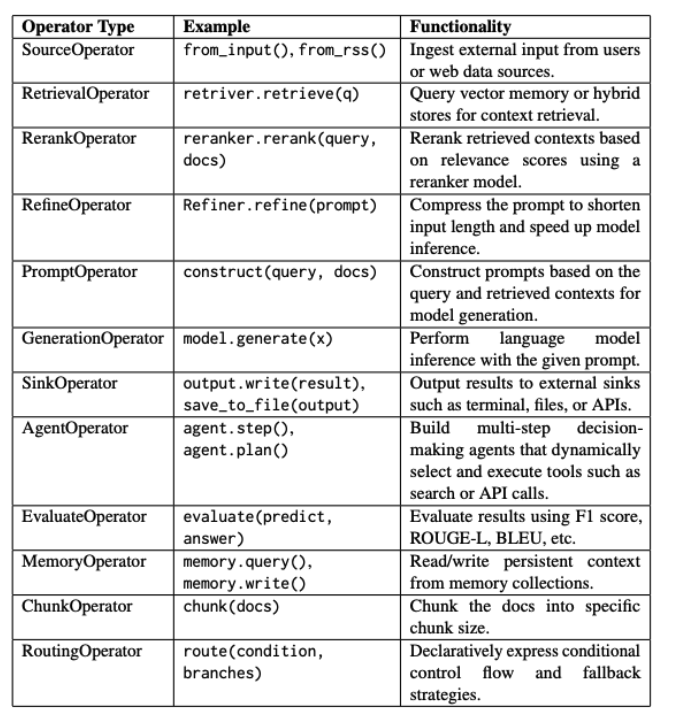 Operator Type Example Functionality
SourceOperator from_input(), from_rss() Ingest external input from users
or web data sources.
RetrievalOperator retriver.retrieve(q) Query vector memory or hybrid
stores for context retrieval.
RerankOperator reranker.rerank(query, Rerank retrieved contexts based
docs) on relevance scores using a
reranker model.
RefineOperator Refiner.refine(prompt) Compress the prompt to shorten
input length and speed up model
inference.
PromptOperator construct(query, docs) Construct prompts based on the
query and retrieved contexts for
model generation.
GenerationOperator model.generate(x) Perform language model
inference with the given prompt.
SinkOperator output.write(result), Output results to external sinks
save_to_file(output) such as terminal, files, or APIs.
AgentOperator agent.step(), Build multi-step decision-
agent.plan() making agents that dynamically
select and execute tools such as
search or API calls.
EvaluateOperator evaluate(predict, Evaluate results using F1 score,
answer) ROUGE-L, BLEU, etc.
MemoryOperator memory.query(), Read/write persistent context
memory.write() from memory collections.
ChunkOperator chunk(docs) Chunk the docs into specific
chunk size.
RoutingOperator route(condition, Declaratively express conditional
branches) control flow and fallback
strategies.